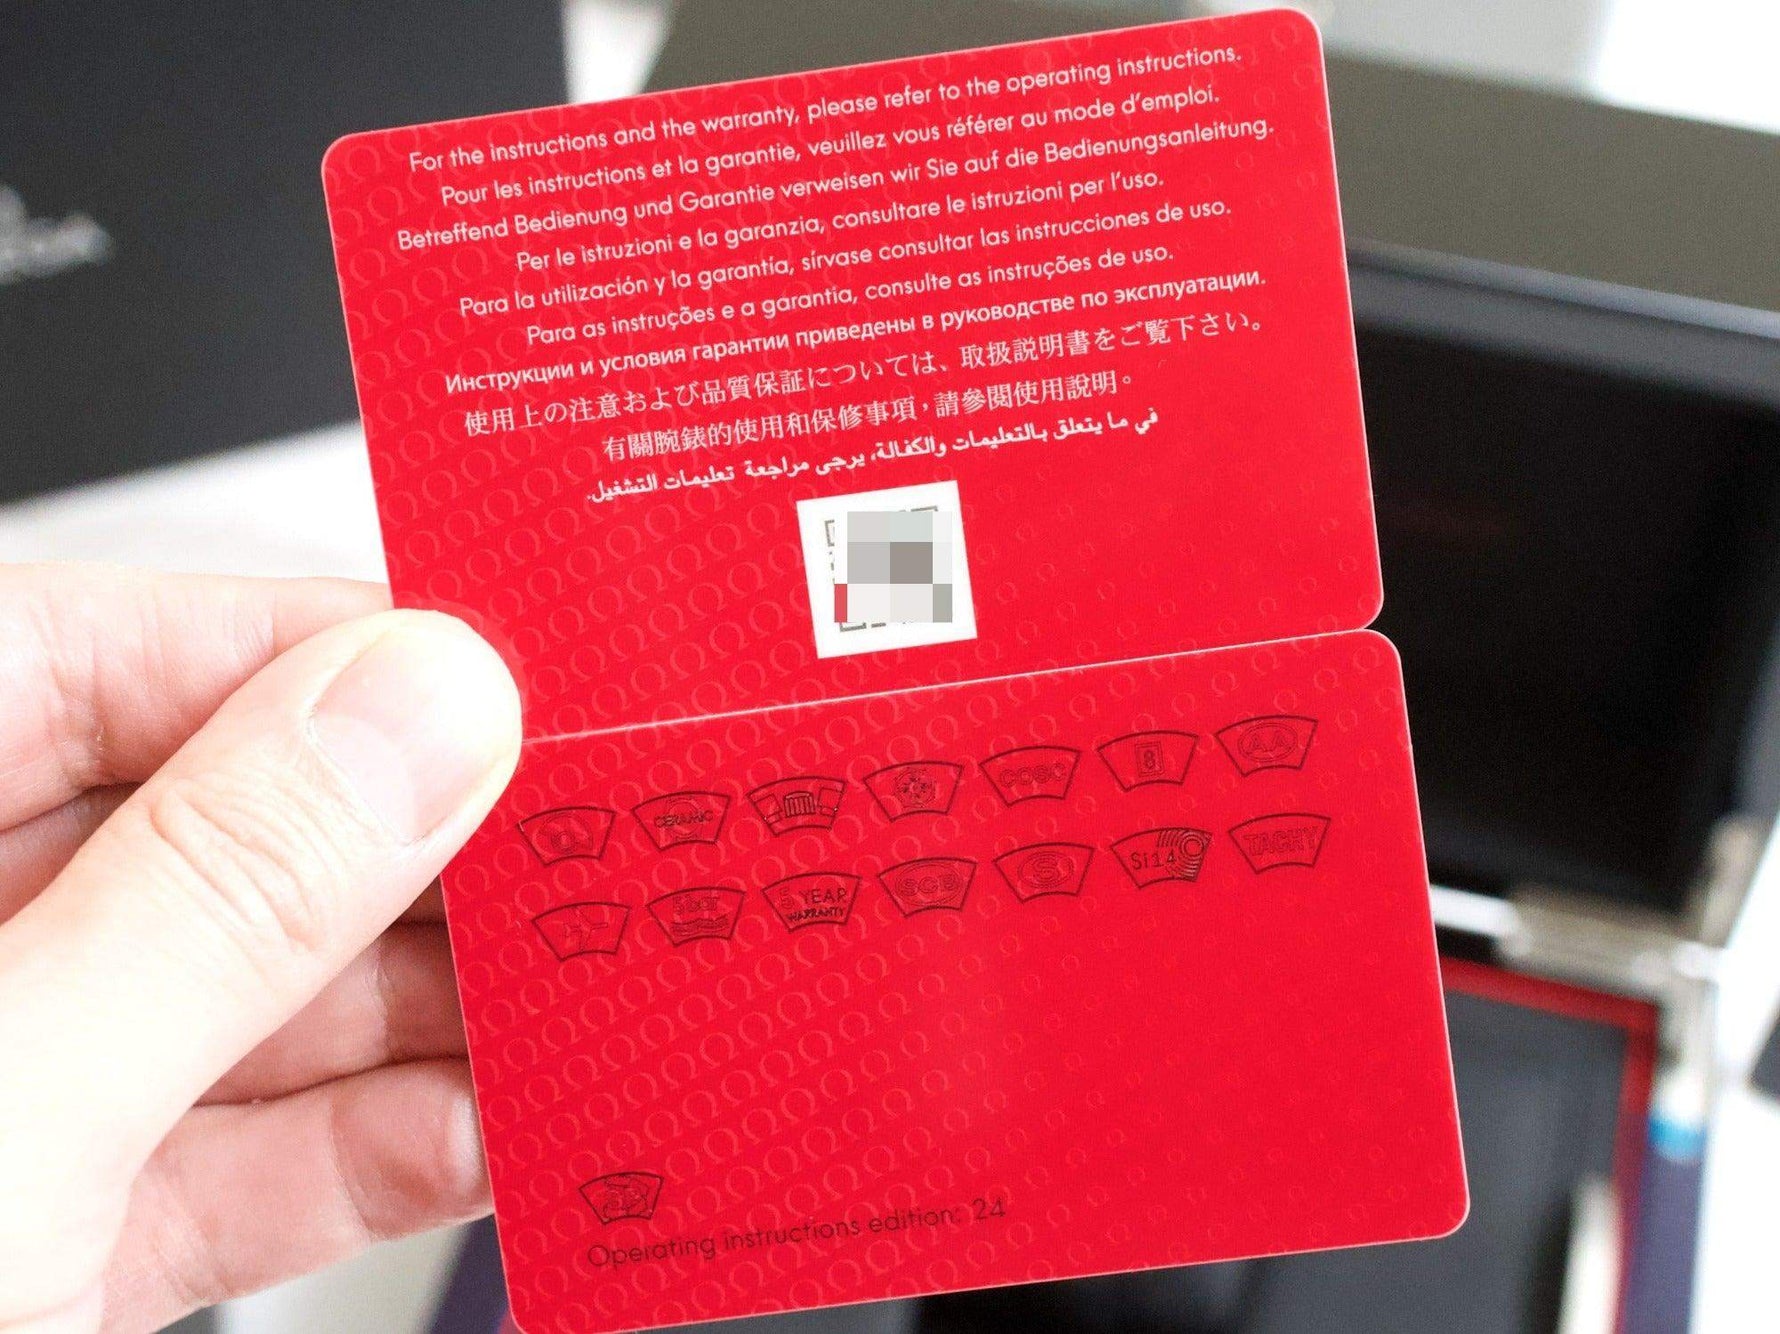 For the instructions and the warranty, please refer to the operating instructions.
Pour les instructions et la garantie, veuillez vous référer au mode d'emploi.
Betreffend Bedienung und Garantie verweisen wir Sie auf die Bedienungsanleitung.
Per le istruzioni e la garanzia, consultare le istruzioni per l'uso.
Para la utilización y la garantía, sírvase consultar las instrucciones de uso.
Para as instruções e a garantia, consulte as instruções de uso.
Инструкции и условия гарантии приведены в руководстве по эксплуатации.
使用上の注意および品質保証については、取扱説明書をご覧下さい。
有關腕錶的使用和保修事項，請參閱使用說明。
في ما يتعلق بالتعليمات والكفالة، يرجى مراجعة تعليمات التشغيل.
CERAMIC COSC 8 AA
5bar 5 YEAR WARRANTY SCB S Si14 TACHY
Operating instructions edition: 24